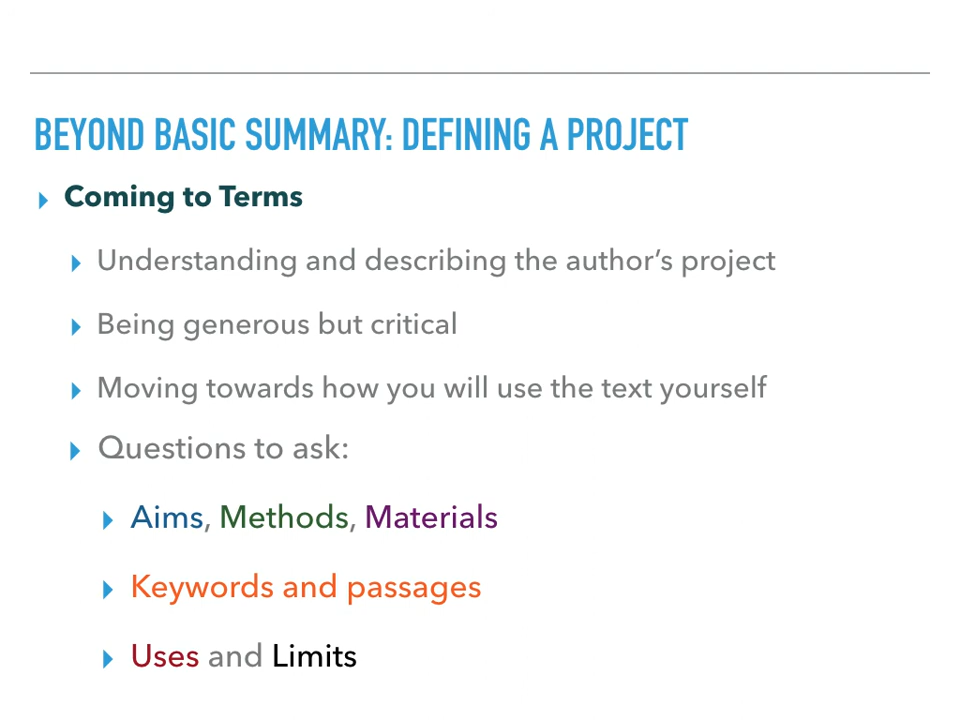 BEYOND BASIC SUMMARY: DEFINING A PROJECT
Coming to Terms
Understanding and describing the author’s project
Being generous but critical
Moving towards how you will use the text yourself
Questions to ask:
Aims, Methods, Materials
Keywords and passages
Uses and Limits